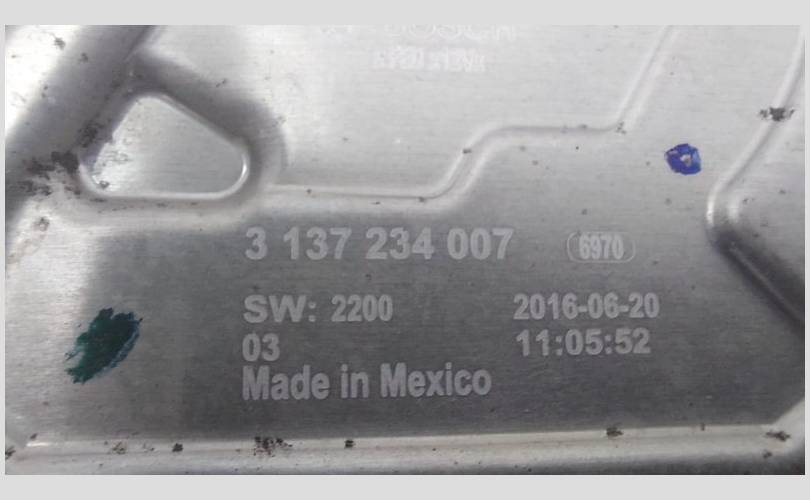 3 137 234 007 6970
SW: 2200 2016-06-20
03 11:05:52
Made in Mexico